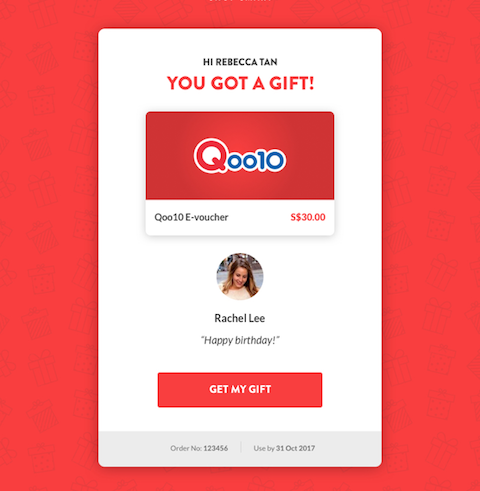 HI REBECCA TAN
YOU GOT A GIFT!
Qoo10
Qoo10 E-voucher S$30.00
Rachel Lee
"Happy birthday!"
GET MY GIFT
Order No: 123456 Use by 31 Oct 2017